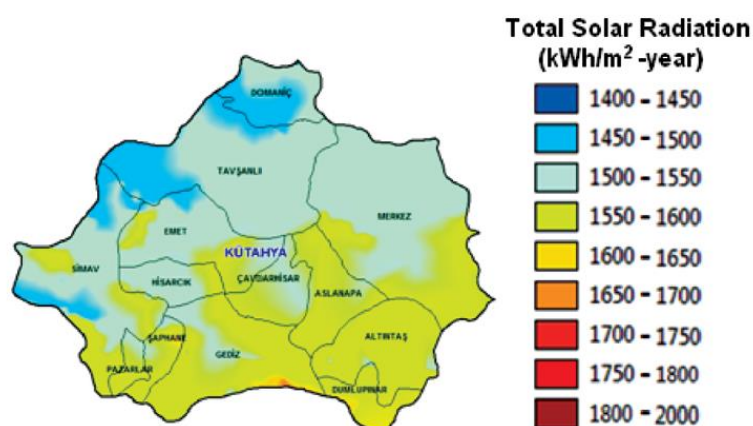 Total Solar Radiation
(kWh/m² -year)
1400 - 1450
1450 - 1500
1500 - 1550
1550 - 1600
1600 - 1650
1650 - 1700
1700 - 1750
1750 - 1800
1800 - 2000
DOMANİÇ
TAVŞANLI
MERKEZ
EMET
KÜTAHYA
SİMAV
HİSARCIK
ÇAVDARHİSAR
ASLANAPA
ŞAPHANE
GEDİZ
ALTINTAŞ
PAZARLAR
DUMLUPINAR